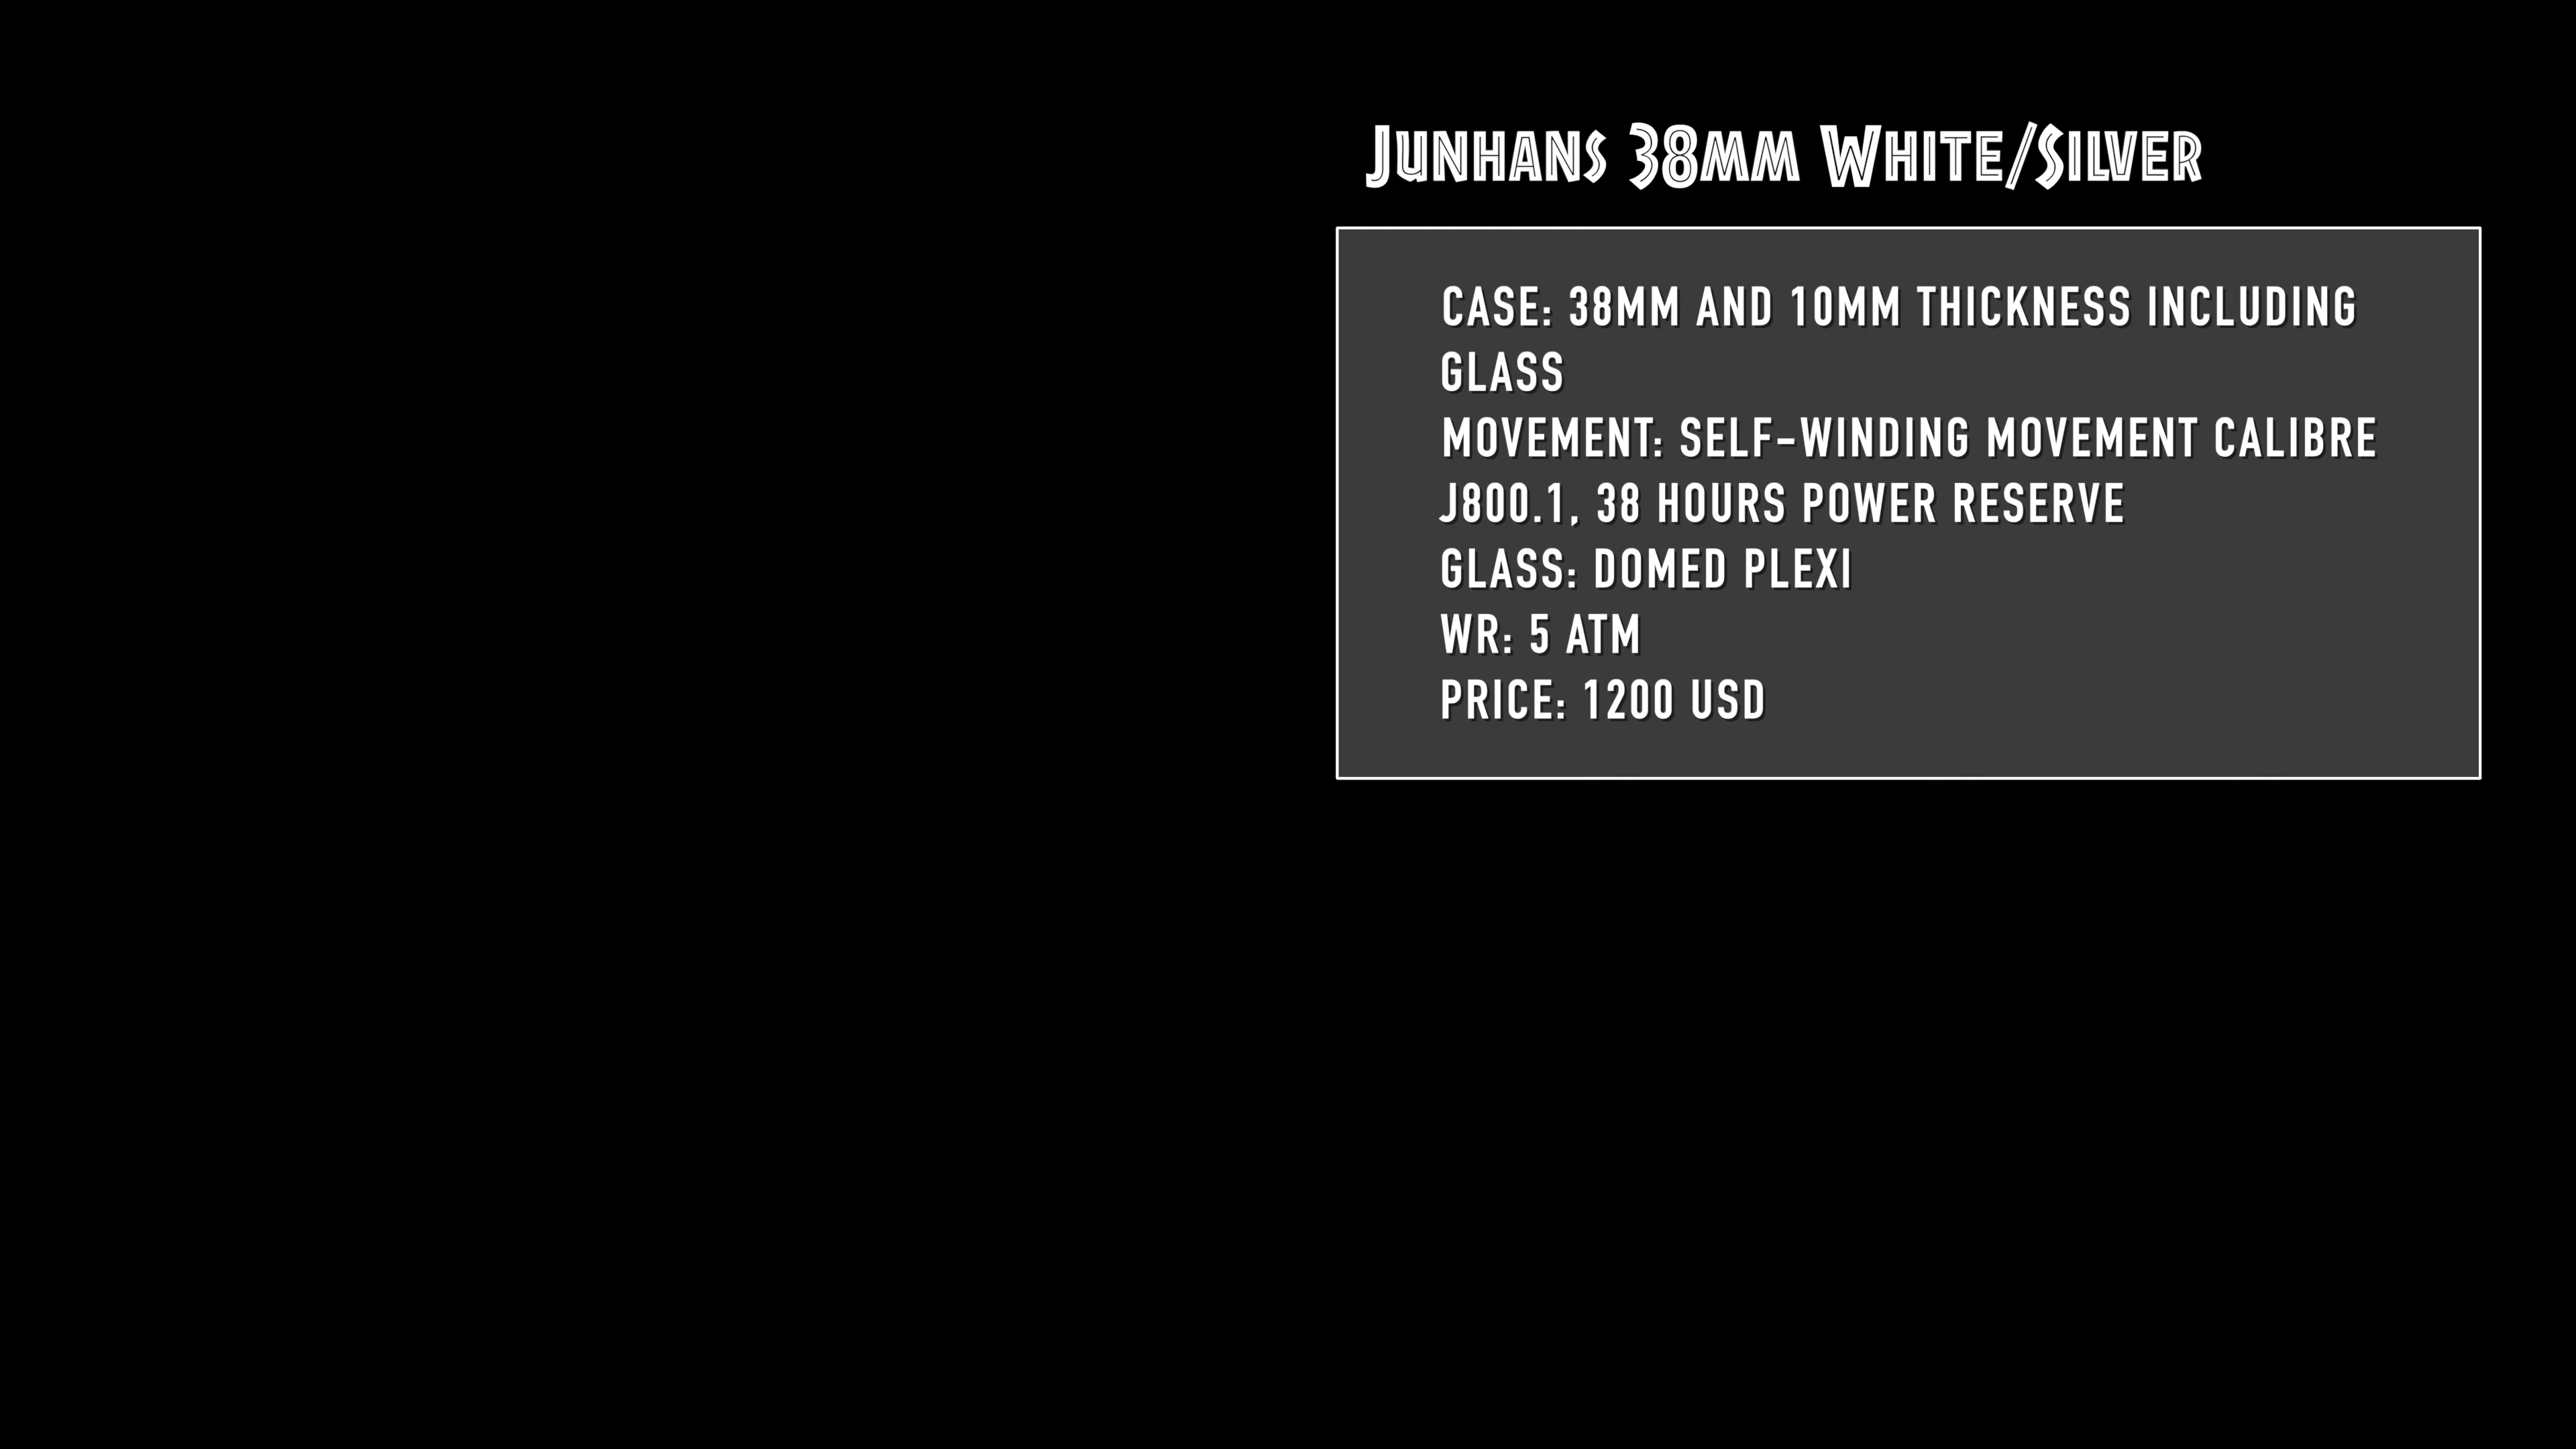 Junhans 38mm White/Silver
CASE: 38MM AND 10MM THICKNESS INCLUDING
GLASS
MOVEMENT: SELF-WINDING MOVEMENT CALIBRE
J800.1, 38 HOURS POWER RESERVE
GLASS: DOMED PLEXI
WR: 5 ATM
PRICE: 1200 USD